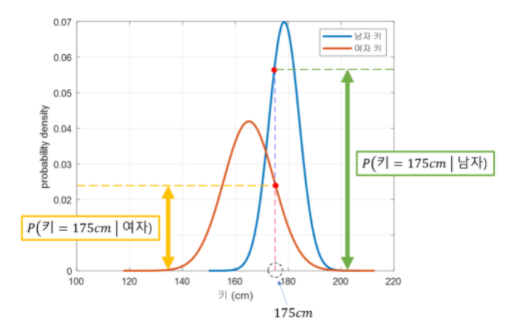 0.07
0.06
0.05
0.04
0.03
0.02
0.01
0
probability density
남자 키
여자 키
P(키 = 175cm | 남자)
P(키 = 175cm | 여자)
100 120 140 160 180 200 220
키 (cm)
175cm